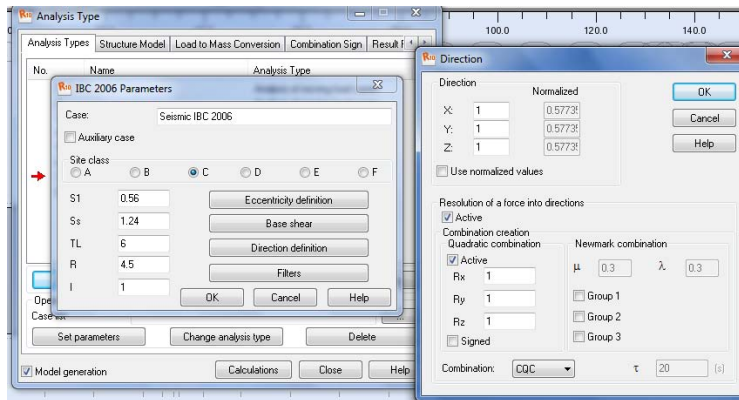 Analysis Type
Analysis Types Structure Model Load to Mass Conversion Combination Sign Result F
No. Name Analysis Type
IBC 2006 Parameters
Case: Seismic IBC 2006
Auxiliary case
Site class
A B C D E F
S1 0.56 Eccentricity definition
Ss 1.24 Base shear
TL 6 Direction definition
R 4.5 Filters
I 1
OK Cancel Help
Set parameters Change analysis type Delete
Model generation Calculations Close Help
100.0 120.0 140.0
Direction
Direction
Normalized
X: 1 0.5773
Y: 1 0.5773
Z: 1 0.5773
Use normalized values
OK
Cancel
Help
Resolution of a force into directions
Active
Combination creation
Quadratic combination Newmark combination
Active μ 0.3 λ 0.3
Rx 1 Group 1
Ry 1 Group 2
Rz 1 Group 3
Signed
Combination: CQC τ 20 (s)